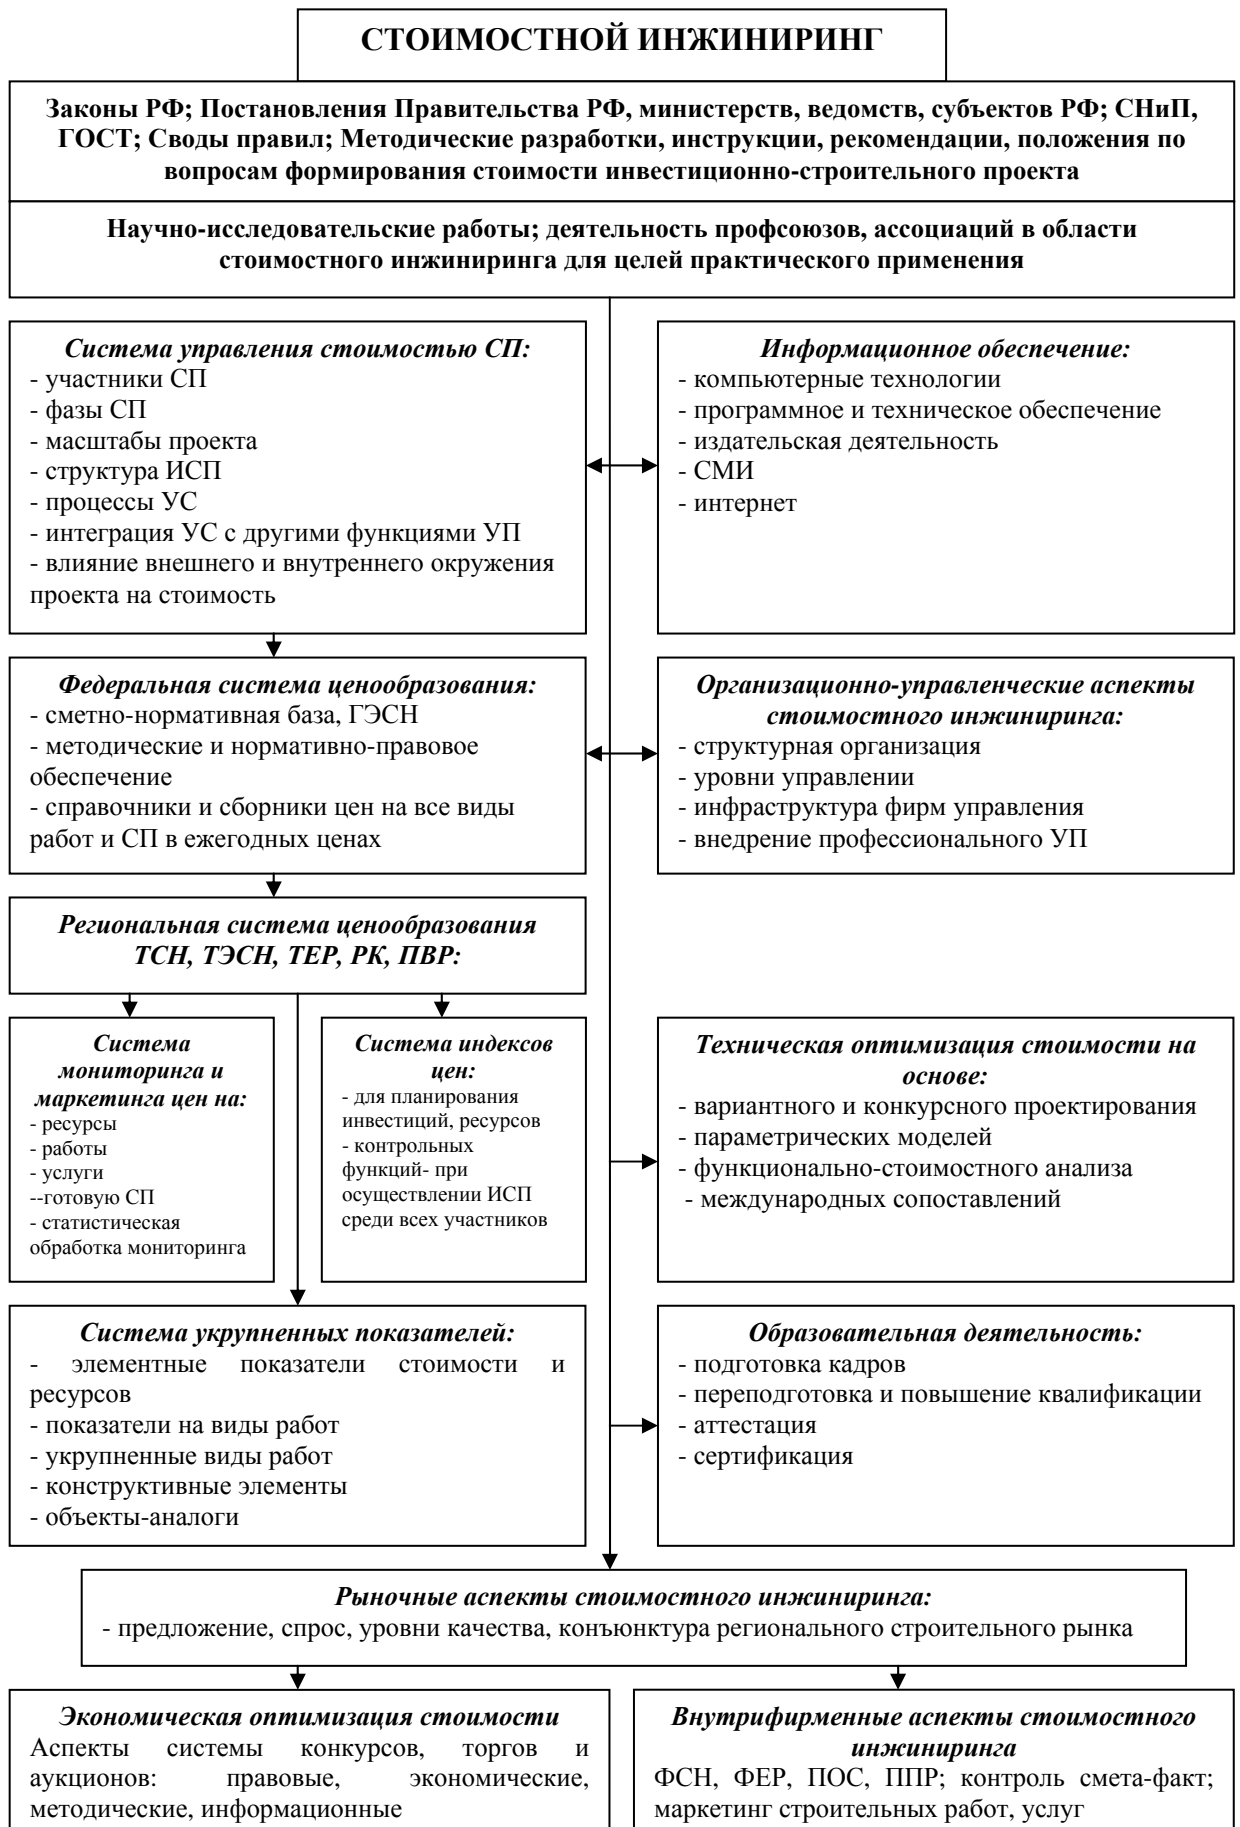 СТОИМОСТНОЙ ИНЖИНИРИНГ
Законы РФ; Постановления Правительства РФ, министерств, ведомств, субъектов РФ; СНиП,
ГОСТ; Своды правил; Методические разработки, инструкции, рекомендации, положения по
вопросам формирования стоимости инвестиционно-строительного проекта
Научно-исследовательские работы; деятельность профсоюзов, ассоциаций в области
стоимостного инжиниринга для целей практического применения
Система управления стоимостью СП:
- участники СП
- фазы СП
- масштабы проекта
- структура ИСП
- процессы УС
- интеграция УС с другими функциями УП
- влияние внешнего и внутреннего окружения
проекта на стоимость
Информационное обеспечение:
- компьютерные технологии
- программное и техническое обеспечение
- издательская деятельность
- СМИ
- интернет
Федеральная система ценообразования:
- сметно-нормативная база, ГЭСН
- методические и нормативно-правовое
обеспечение
- справочники и сборники цен на все виды
работ и СП в ежегодных ценах
Организационно-управленческие аспекты
стоимостного инжиниринга:
- структурная организация
- уровни управлении
- инфраструктура фирм управления
- внедрение профессионального УП
Региональная система ценообразования
ТСН, ТЭСН, ТЕР, РК, ПВР:
Система
мониторинга и
маркетинга цен на:
- ресурсы
- работы
- услуги
--готовую СП
- статистическая
обработка мониторинга
Система индексов
цен:
- для планирования
инвестиций, ресурсов
- контрольных
функций- при
осуществлении ИСП
среди всех участников
Техническая оптимизация стоимости на
основе:
- вариантного и конкурсного проектирования
- параметрических моделей
- функционально-стоимостного анализа
- международных сопоставлений
Система укрупненных показателей:
- элементные показатели стоимости и
ресурсов
- показатели на виды работ
- укрупненные виды работ
- конструктивные элементы
- объекты-аналоги
Образовательная деятельность:
- подготовка кадров
- переподготовка и повышение квалификации
- аттестация
- сертификация
Рыночные аспекты стоимостного инжиниринга:
- предложение, спрос, уровни качества, конъюнктура регионального строительного рынка
Экономическая оптимизация стоимости
Аспекты системы конкурсов, торгов и
аукционов: правовые, экономические,
методические, информационные
Внутрифирменные аспекты стоимостного
инжиниринга
ФСН, ФЕР, ПОС, ППР; контроль смета-факт;
маркетинг строительных работ, услуг